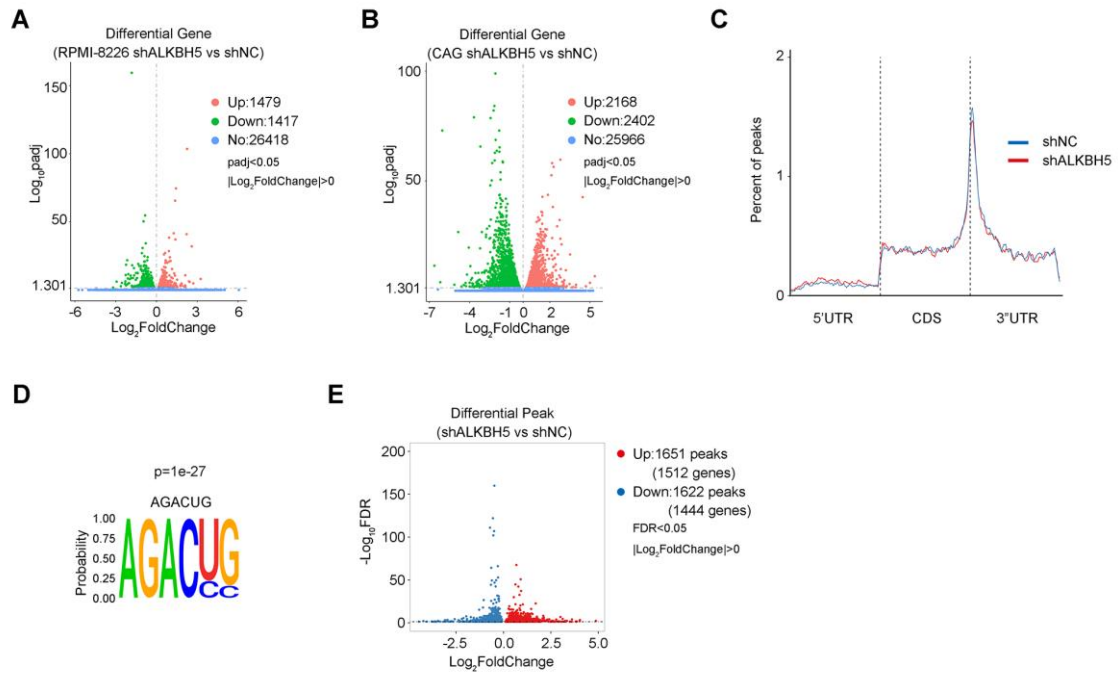 A
Differential Gene
(RPMI-8226 shALKBH5 vs shNC)
Log₁₀padj
150
100
50
1.301
-6
-3
0
3
6
Log₂FoldChange
Up:1479
Down:1417
No:26418
padj<0.05
|Log₂FoldChange|>0
B
Differential Gene
(CAG shALKBH5 vs shNC)
Log₁₀padj
100
50
1.301
-7
-4
-1
0
2
5
Log₂FoldChange
Up:2168
Down:2402
No:25966
padj<0.05
|Log₂FoldChange|>0
C
Percent of peaks
2
1
0
5'UTR
CDS
3"UTR
shNC
shALKBH5
D
p=1e-27
AGACUG
Probability
1.00
0.75
0.50
0.25
0.00
AGACUG
CC
E
Differential Peak
(shALKBH5 vs shNC)
-Log₁₀FDR
200
150
100
50
0
-2.5
0.0
2.5
5.0
Log₂FoldChange
Up:1651 peaks
(1512 genes)
Down:1622 peaks
(1444 genes)
FDR<0.05
|Log₂FoldChange|>0